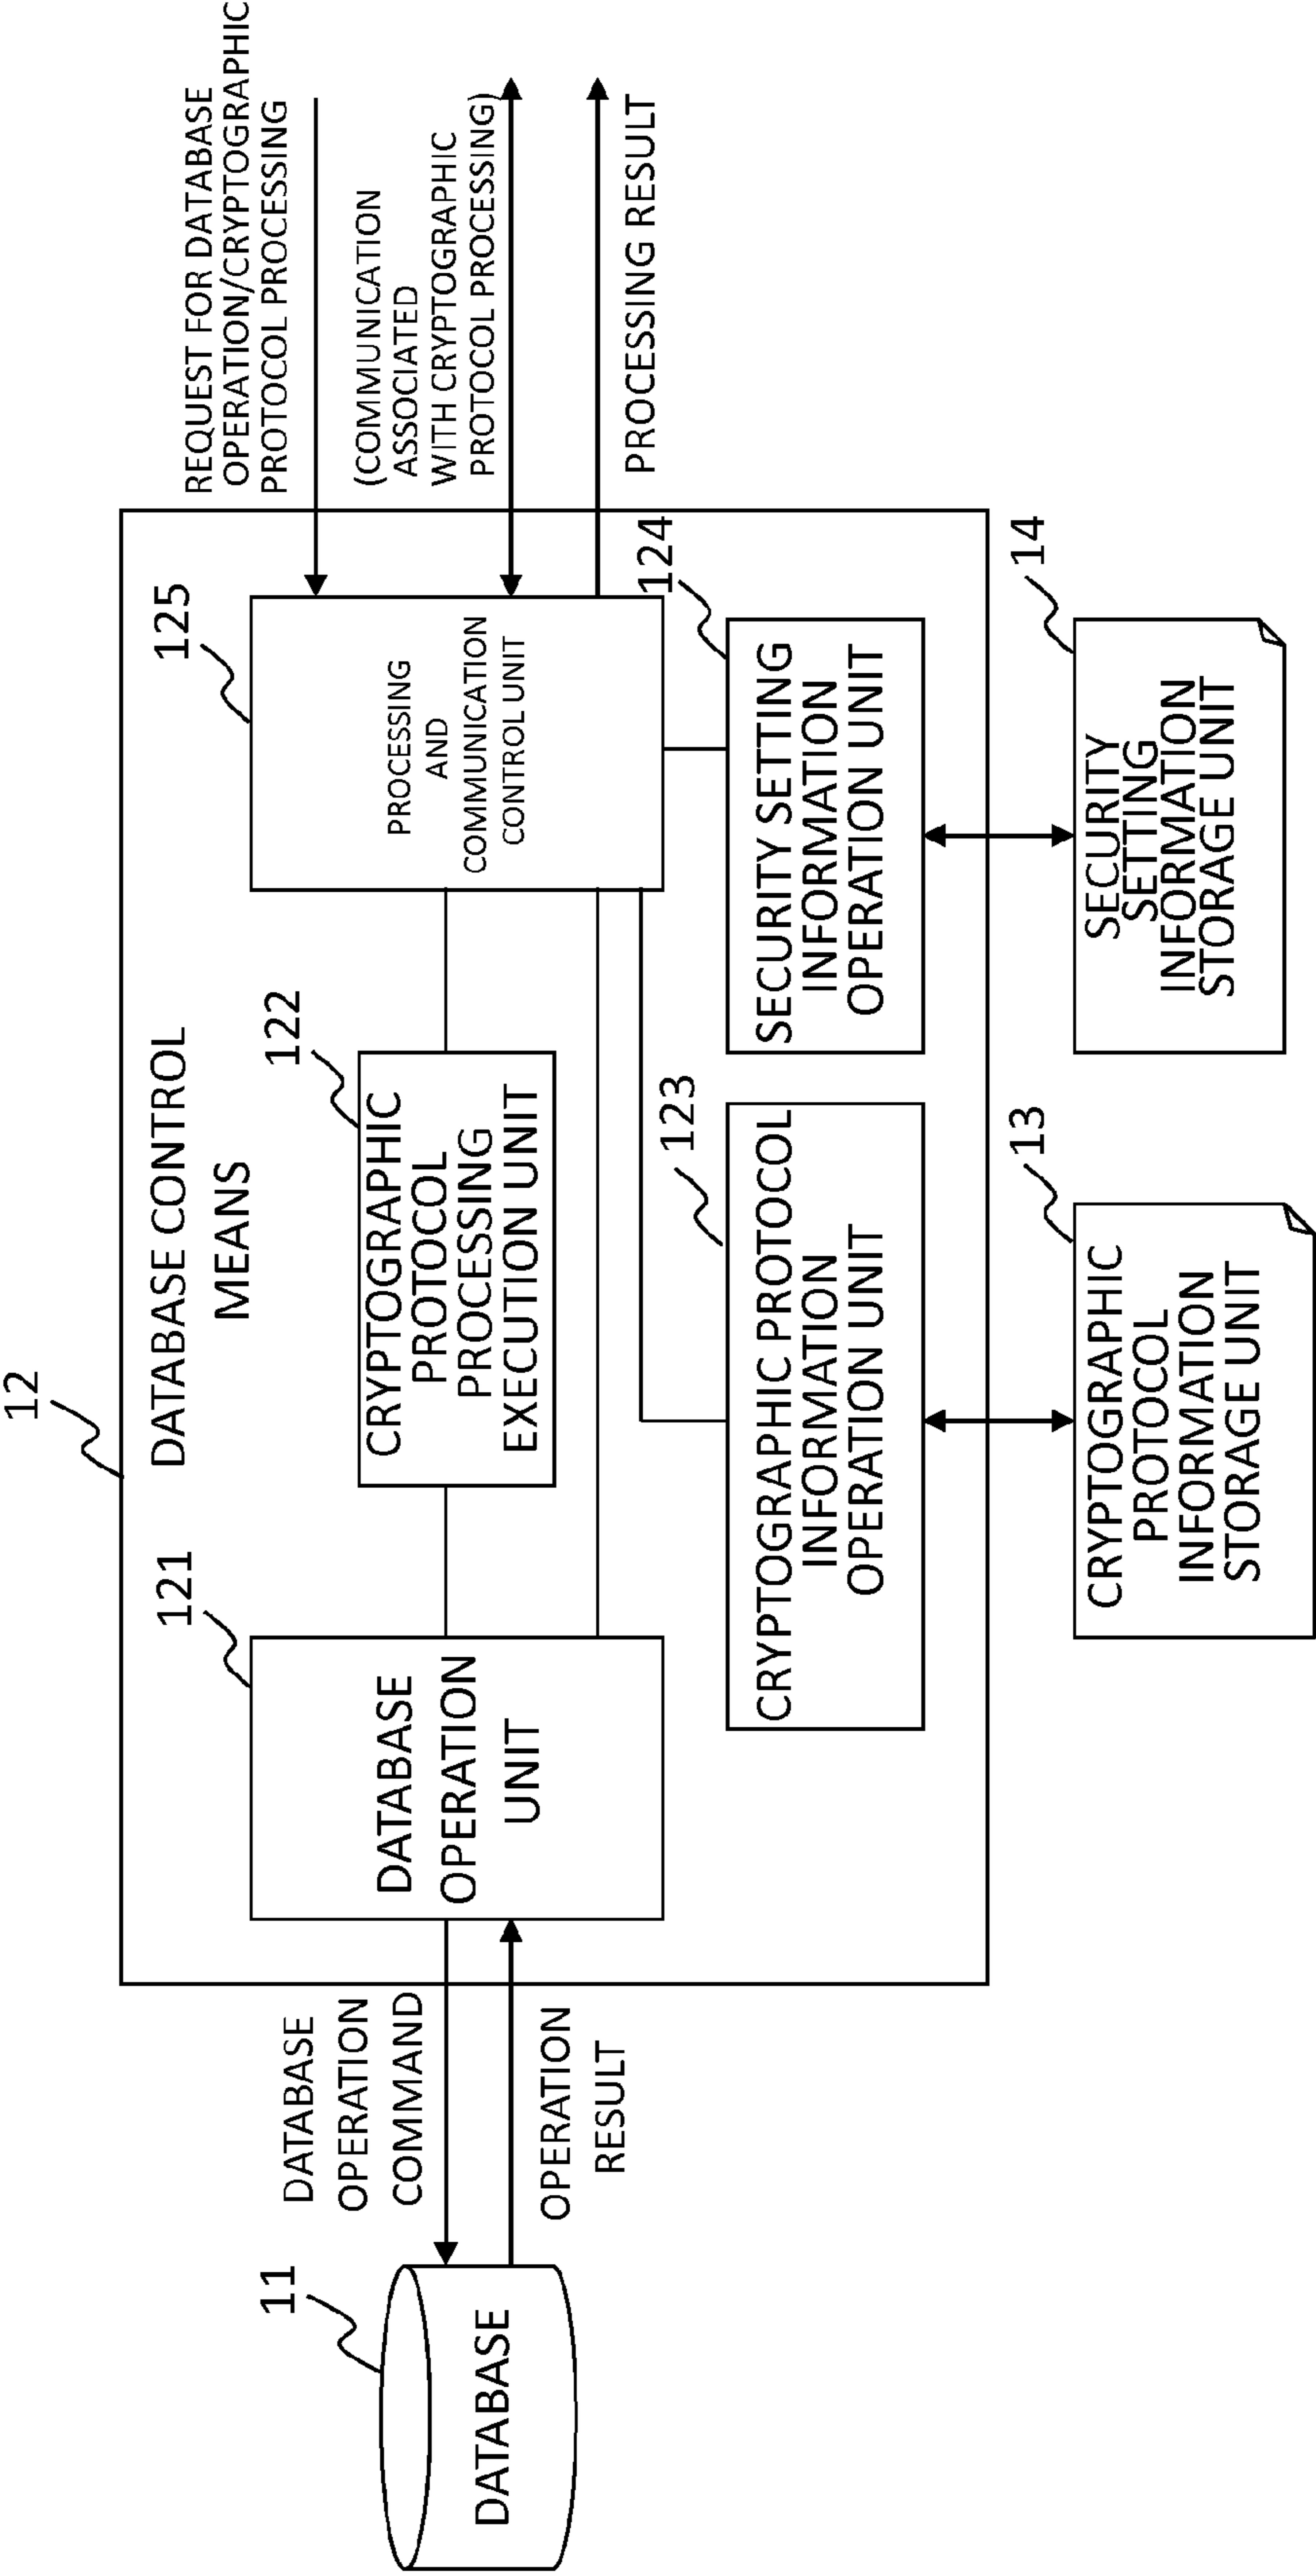 12
DATABASE CONTROL
MEANS
REQUEST FOR DATABASE
OPERATION/CRYPTOGRAPHIC
PROTOCOL PROCESSING
(COMMUNICATION
ASSOCIATED
WITH CRYPTOGRAPHIC
PROTOCOL PROCESSING)
PROCESSING RESULT
11
DATABASE
DATABASE
OPERATION
COMMAND
OPERATION
RESULT
121
DATABASE
OPERATION
UNIT
122
CRYPTOGRAPHIC
PROTOCOL
PROCESSING
EXECUTION UNIT
125
PROCESSING
AND
COMMUNICATION
CONTROL UNIT
123
CRYPTOGRAPHIC PROTOCOL
INFORMATION
OPERATION UNIT
124
SECURITY SETTING
INFORMATION
OPERATION UNIT
13
CRYPTOGRAPHIC
PROTOCOL
INFORMATION
STORAGE UNIT
14
SECURITY
SETTING
INFORMATION
STORAGE UNIT